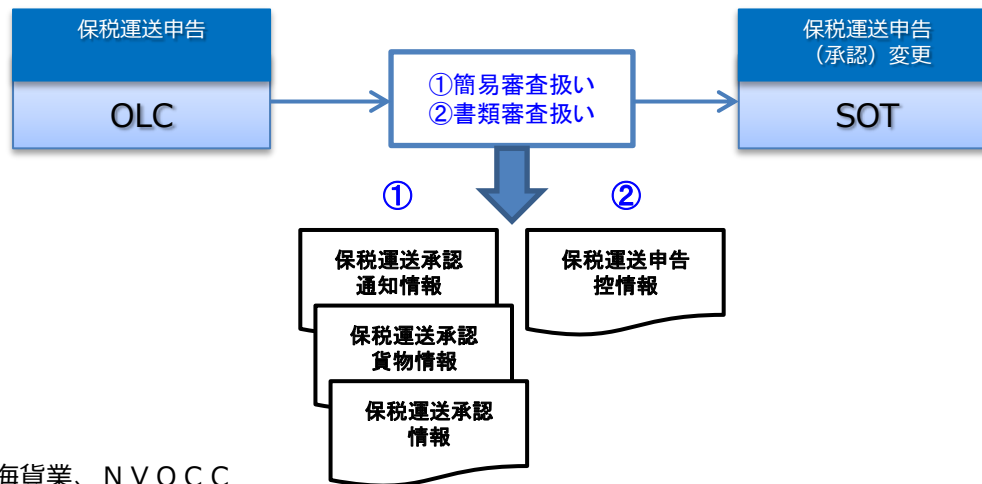 保税運送申告
OLC
①簡易審査扱い
②書類審査扱い
保税運送申告
（承認）変更
SOT
①
②
保税運送承認
通知情報
保税運送承認
貨物情報
保税運送承認
情報
保税運送申告
控情報
海貨業、ＮＶＯＣＣ